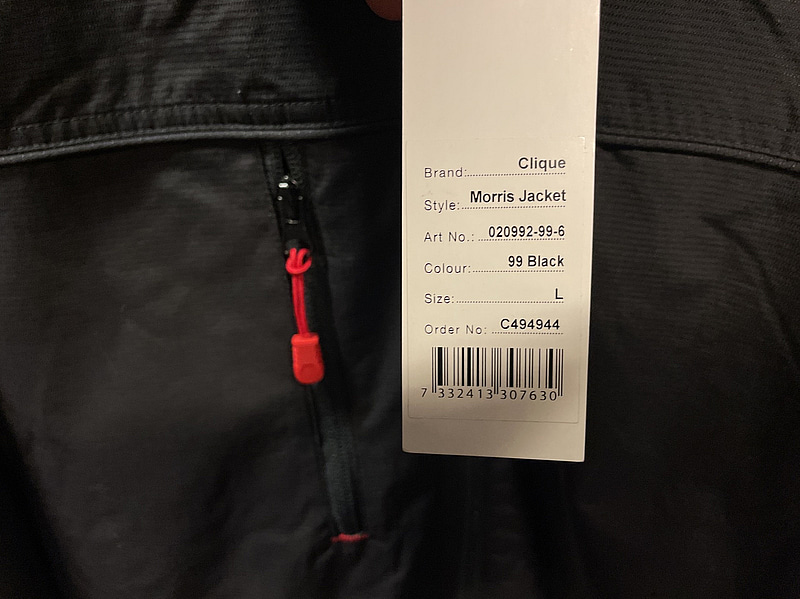 Brand: Clique
Style: Morris Jacket
Art No.: 020992-99-6
Colour: 99 Black
Size: L
Order No: C494944
7 332413 307630